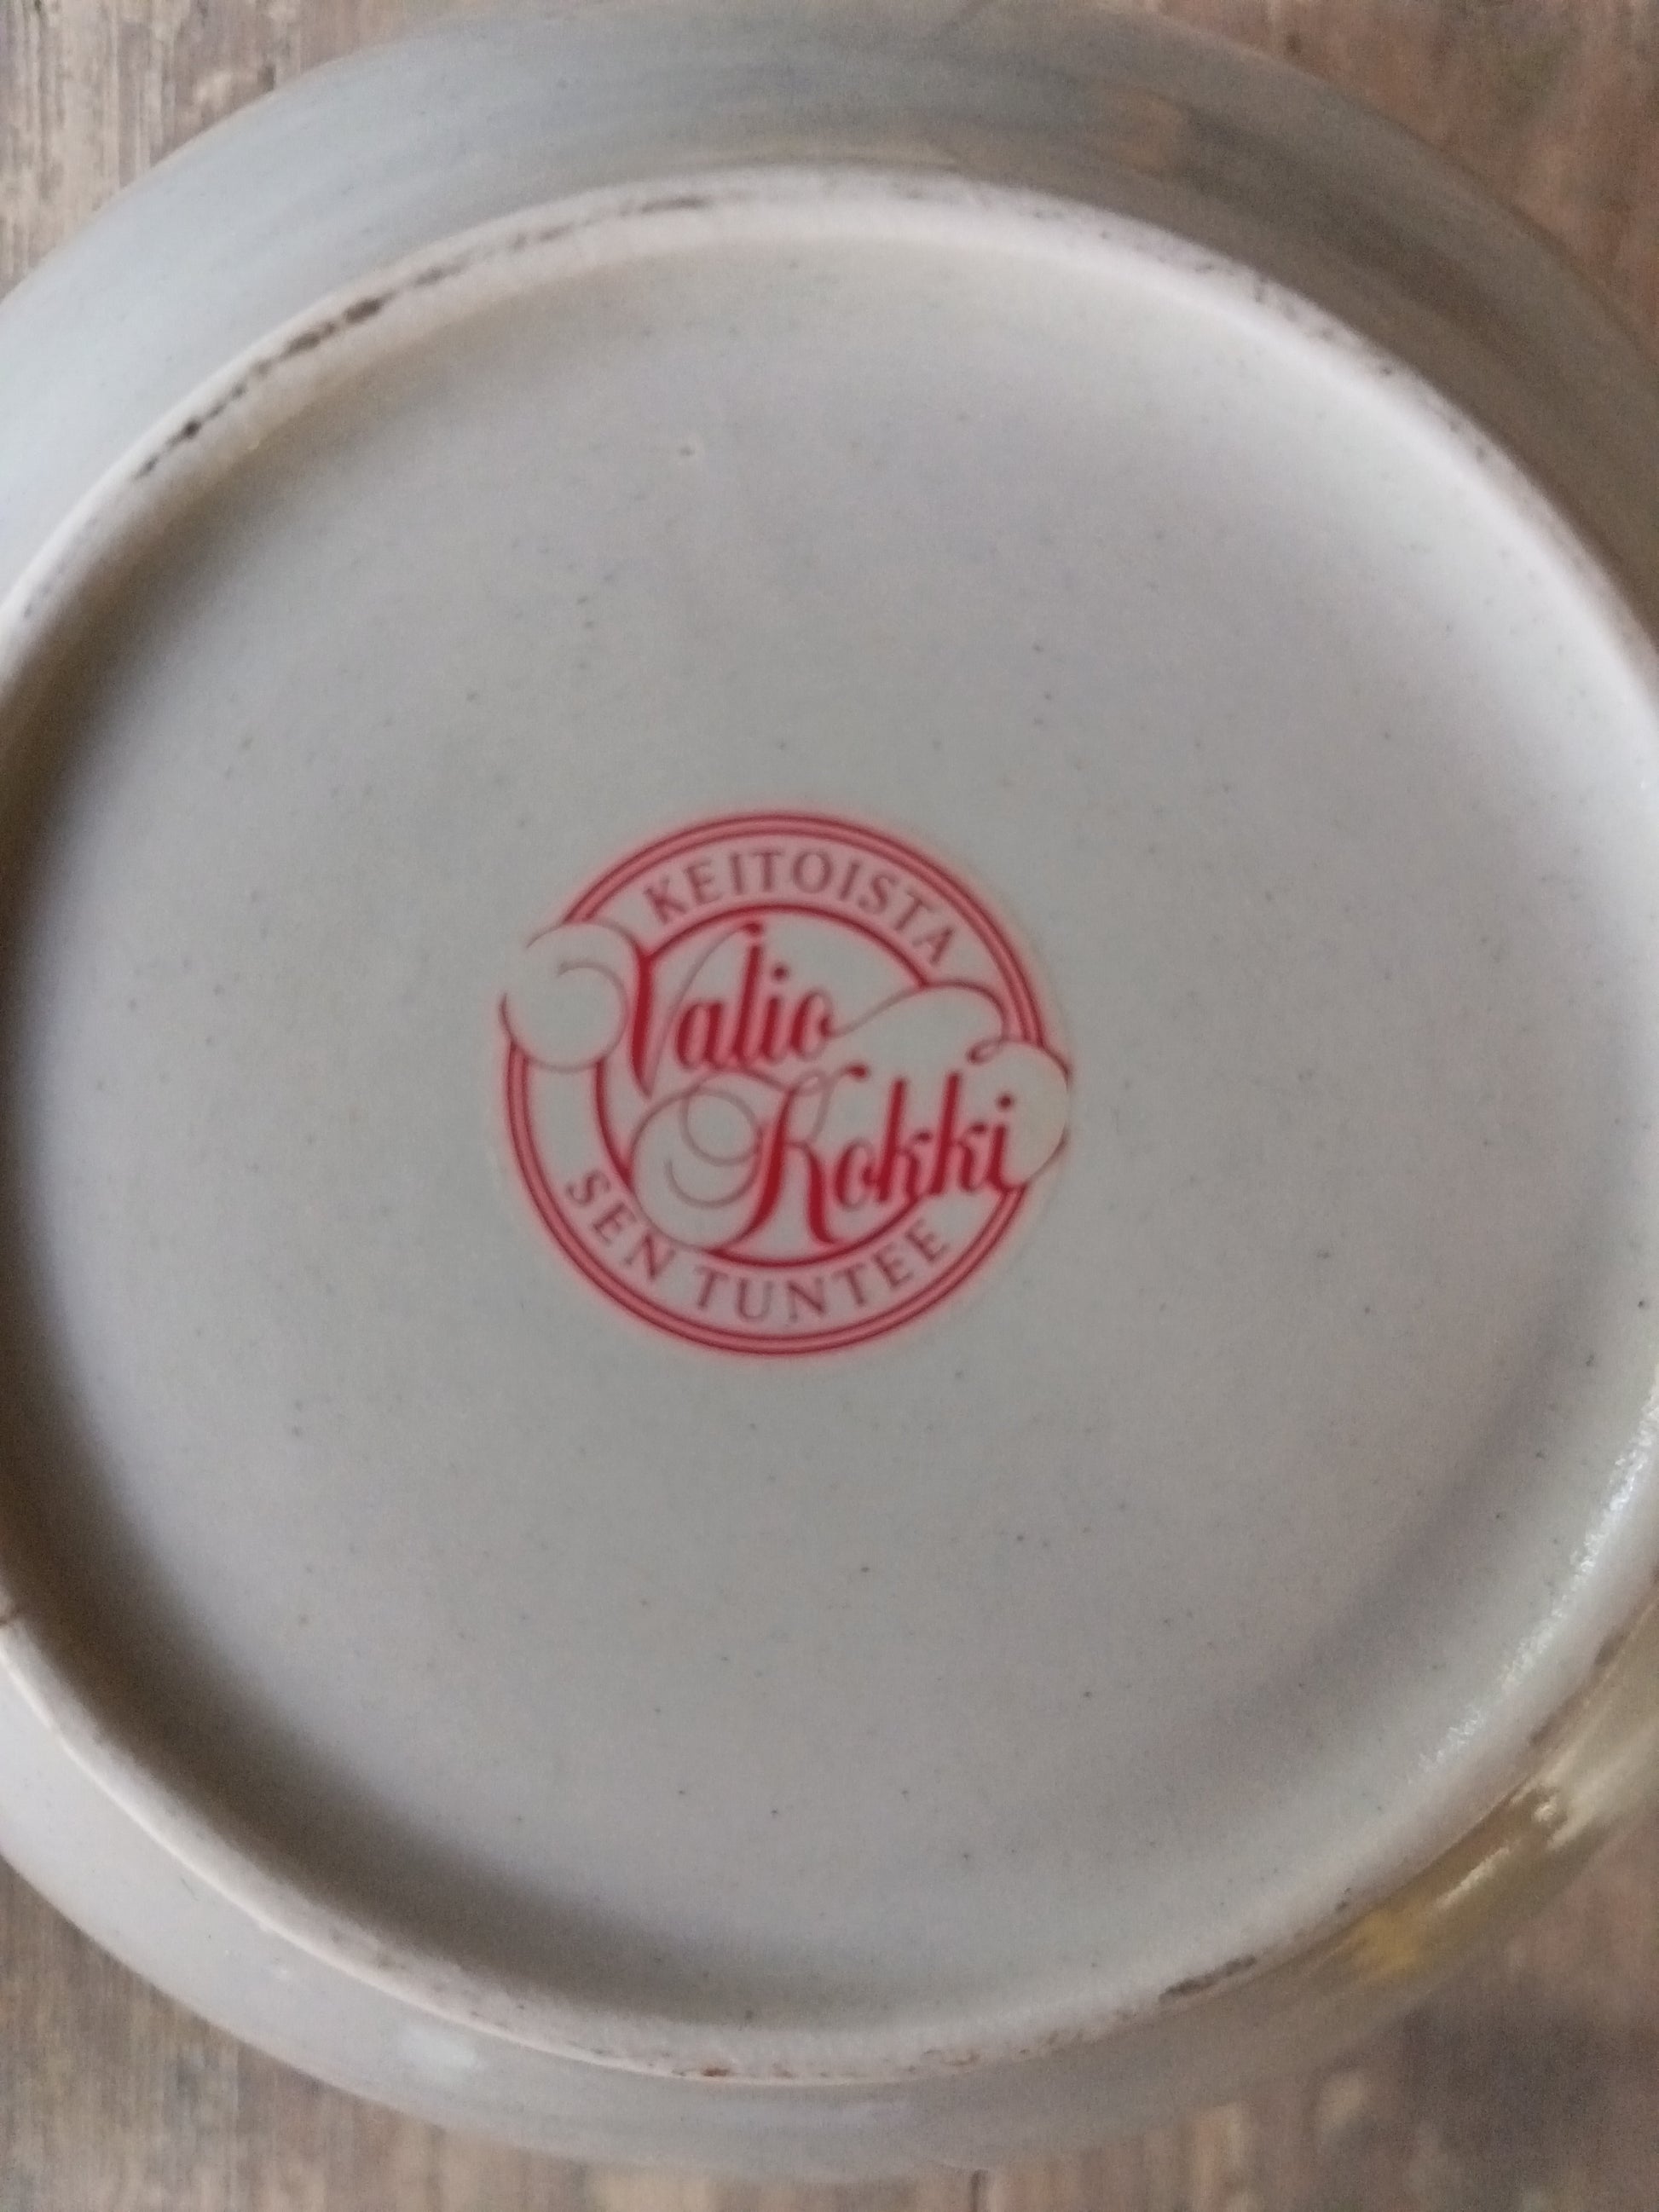 KEITOISTA
Valio
Kokki
SEN TUNTEE